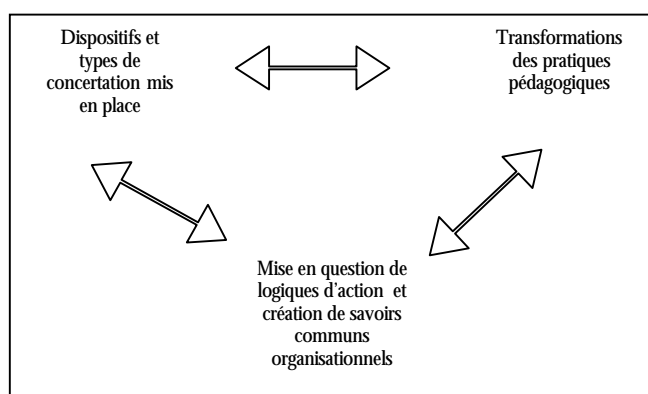 Dispositifs et
types de
concertation mis
en place
Transformations
des pratiques
pédagogiques
Mise en question de
logiques d'action et
création de savoirs
communs
organisationnels